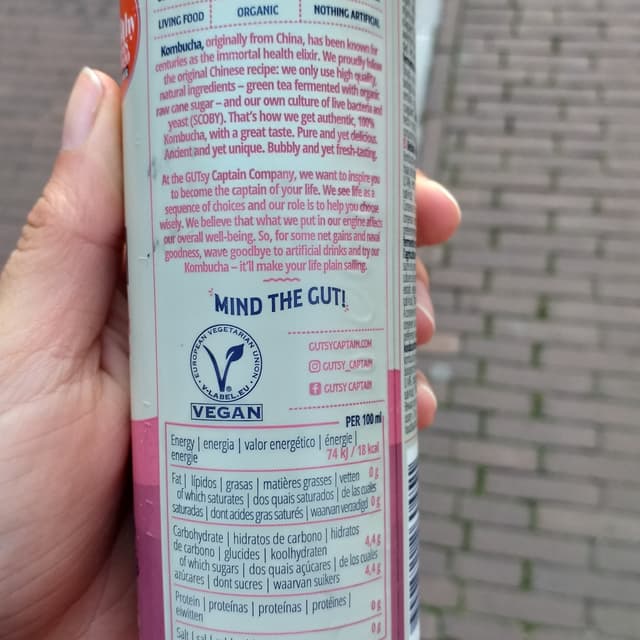 LIVING FOOD
ORGANIC
NOTHING ARTIFICIAL
Kombucha, originally from China, has been known for
centuries as the immortal health elixir. We proudly follow
the original Chinese recipe: we only use high quality,
natural ingredients – green tea fermented with organic
raw cane sugar – and our own culture of live bacteria and
yeast (SCOBY). That's how we get authentic, 100%
Kombucha, with a great taste. Pure and yet delicious.
Ancient and yet unique. Bubbly and yet fresh-tasting.
At the GUTsy Captain Company, we want to inspire you
to become the captain of your life. We see life as a
sequence of choices and our role is to help you choose
wisely. We believe that what we put in our engine affects
our overall well-being. So, for some net gains and naval
goodness, wave goodbye to artificial drinks and try our
Kombucha – it'll make your life plain sailing.
MIND THE GUT!
EUROPEAN VEGETARIAN UNION
V-LABEL.EU
VEGAN
GUTSYCAPTAIN.COM
GUTSY_CAPTAIN
GUTSY CAPTAIN
PER 100 ml
Energy | energia | valor energético | énergie |
energie 74 kJ / 18 kcal
Fat | lípidos | grasas | matières grasses | vetten 0 g
of which saturates | dos quais saturados | de las cuales
saturadas | dont acides gras saturés | waarvan verzadigd 0 g
Carbohydrate | hidratos de carbono | hidratos
de carbono | glucides | koolhydraten 4,4 g
of which sugars | dos quais açúcares | de los cuales
azúcares | dont sucres | waarvan suikers 4,4 g
Protein | proteínas | proteínas | protéines |
eiwitten 0 g
Salt | sal 0 g